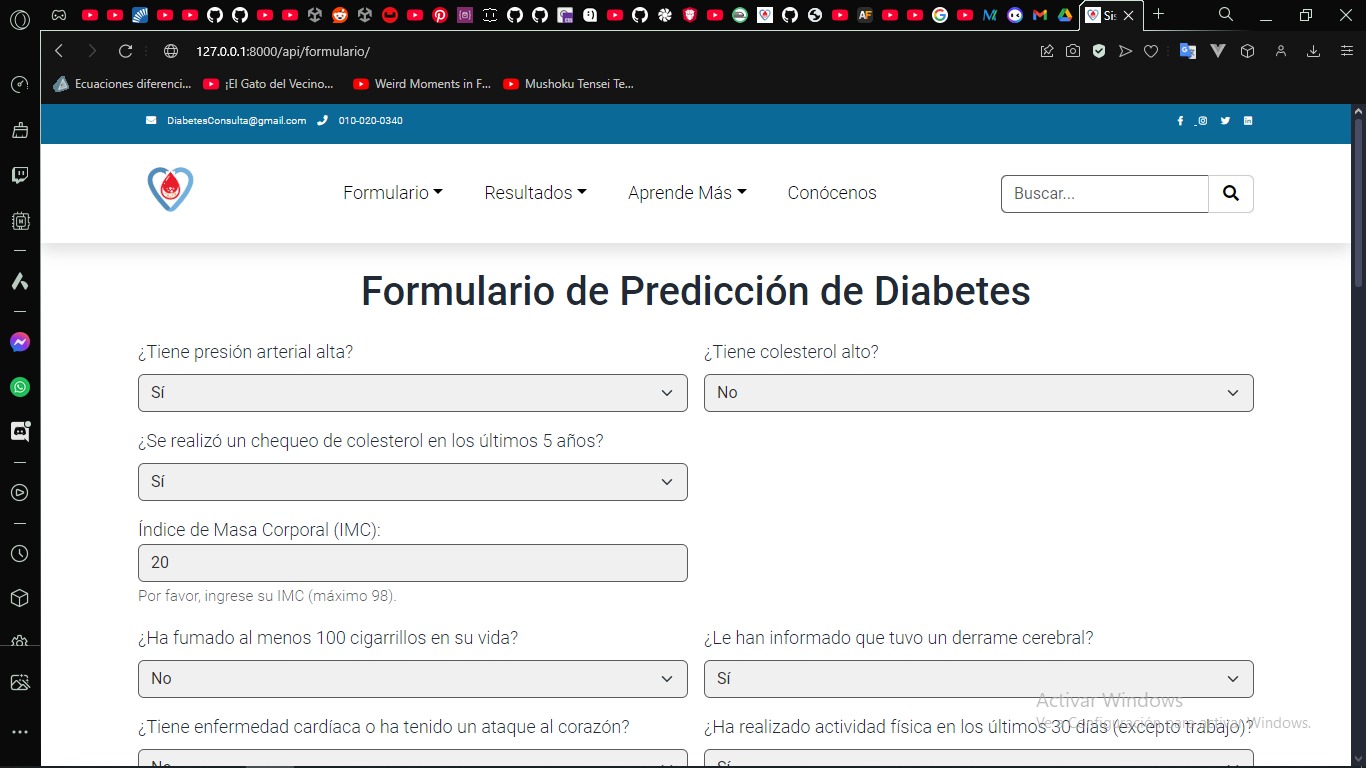 Sis
127.0.0.1:8000/api/formulario/
Ecuaciones diferenci...
¡El Gato del Vecino...
Weird Moments in F...
Mushoku Tensei Te...
DiabetesConsulta@gmail.com
010-020-0340
Formulario
Resultados
Aprende Más
Conócenos
Buscar...
Formulario de Predicción de Diabetes
¿Tiene presión arterial alta?
¿Tiene colesterol alto?
Sí
No
¿Se realizó un chequeo de colesterol en los últimos 5 años?
Sí
Índice de Masa Corporal (IMC):
20
Por favor, ingrese su IMC (máximo 98).
¿Ha fumado al menos 100 cigarrillos en su vida?
¿Le han informado que tuvo un derrame cerebral?
No
Sí
Activar Windows
Ve a Configuración para activar Windows.
¿Tiene enfermedad cardíaca o ha tenido un ataque al corazón?
¿Ha realizado actividad física en los últimos 30 días (excepto trabajo)?
No
Sí